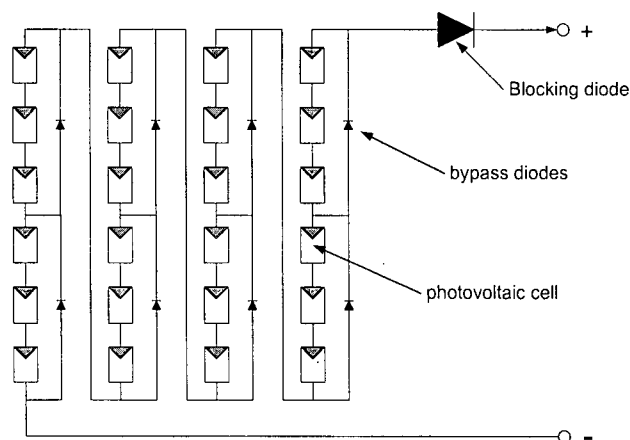 +
Blocking diode
bypass diodes
photovoltaic cell
-